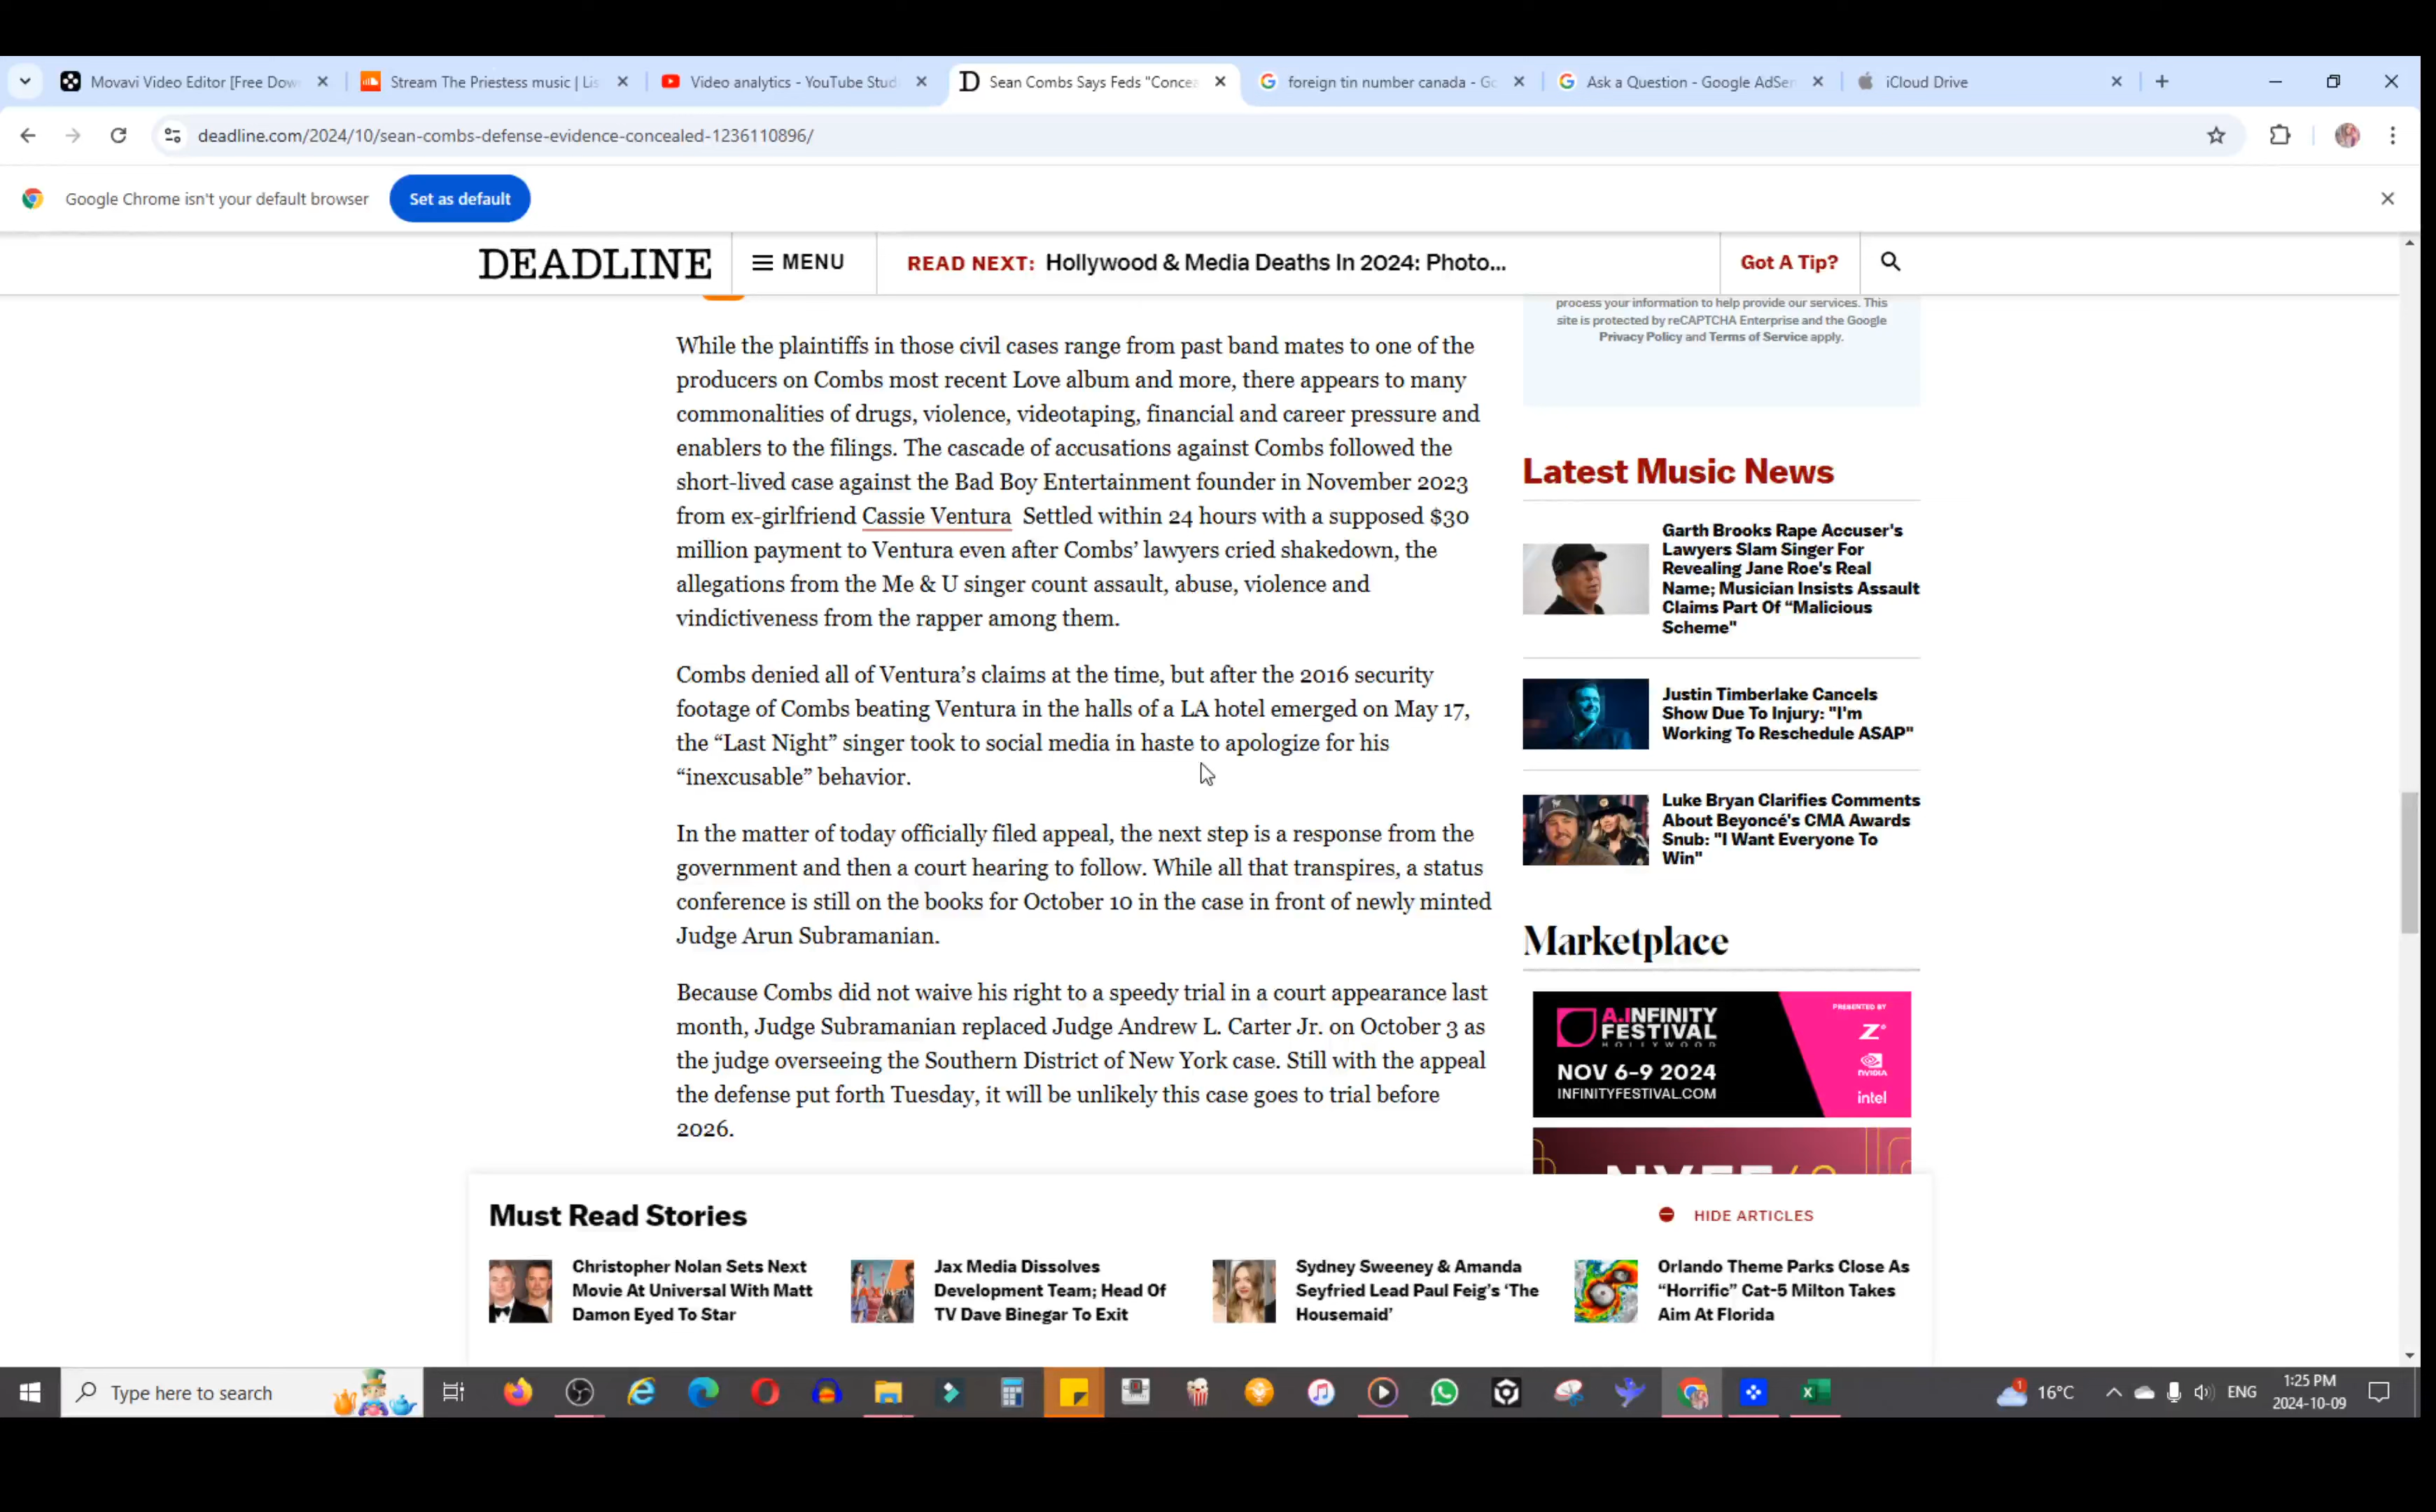 Movavi Video Editor [Free Dow
Stream The Priestess music | Lis
Video analytics - YouTube Stud
Sean Combs Says Feds "Concea
foreign tin number canada - Go
Ask a Question - Google AdSen
iCloud Drive
deadline.com/2024/10/sean-combs-defense-evidence-concealed-1236110896/
Google Chrome isn't your default browser
Set as default
DEADLINE
MENU
READ NEXT: Hollywood & Media Deaths In 2024: Photo...
Got A Tip?
While the plaintiffs in those civil cases range from past band mates to one of the
producers on Combs most recent Love album and more, there appears to many
commonalities of drugs, violence, videotaping, financial and career pressure and
enablers to the filings. The cascade of accusations against Combs followed the
short-lived case against the Bad Boy Entertainment founder in November 2023
from ex-girlfriend Cassie Ventura Settled within 24 hours with a supposed $30
million payment to Ventura even after Combs’ lawyers cried shakedown, the
allegations from the Me & U singer count assault, abuse, violence and
vindictiveness from the rapper among them.
Combs denied all of Ventura’s claims at the time, but after the 2016 security
footage of Combs beating Ventura in the halls of a LA hotel emerged on May 17,
the “Last Night” singer took to social media in haste to apologize for his
“inexcusable” behavior.
In the matter of today officially filed appeal, the next step is a response from the
government and then a court hearing to follow. While all that transpires, a status
conference is still on the books for October 10 in the case in front of newly minted
Judge Arun Subramanian.
Because Combs did not waive his right to a speedy trial in a court appearance last
month, Judge Subramanian replaced Judge Andrew L. Carter Jr. on October 3 as
the judge overseeing the Southern District of New York case. Still with the appeal
the defense put forth Tuesday, it will be unlikely this case goes to trial before
2026.
process your information to help provide our services. This
site is protected by reCAPTCHA Enterprise and the Google
Privacy Policy and Terms of Service apply.
Latest Music News
Garth Brooks Rape Accuser's
Lawyers Slam Singer For
Revealing Jane Roe's Real
Name; Musician Insists Assault
Claims Part Of “Malicious
Scheme"
Justin Timberlake Cancels
Show Due To Injury: "I'm
Working To Reschedule ASAP"
Luke Bryan Clarifies Comments
About Beyoncé's CMA Awards
Snub: "I Want Everyone To
Win"
Marketplace
A.INFINITY
FESTIVAL
HOLLYWOOD
NOV 6-9 2024
INFINITYFESTIVAL.COM
PRESENTED BY
Z
NVIDIA
intel
Must Read Stories
HIDE ARTICLES
Christopher Nolan Sets Next
Movie At Universal With Matt
Damon Eyed To Star
Jax Media Dissolves
Development Team; Head Of
TV Dave Binegar To Exit
Sydney Sweeney & Amanda
Seyfried Lead Paul Feig's ‘The
Housemaid’
Orlando Theme Parks Close As
“Horrific” Cat-5 Milton Takes
Aim At Florida
Type here to search
1
16°C
ENG
1:25 PM
2024-10-09